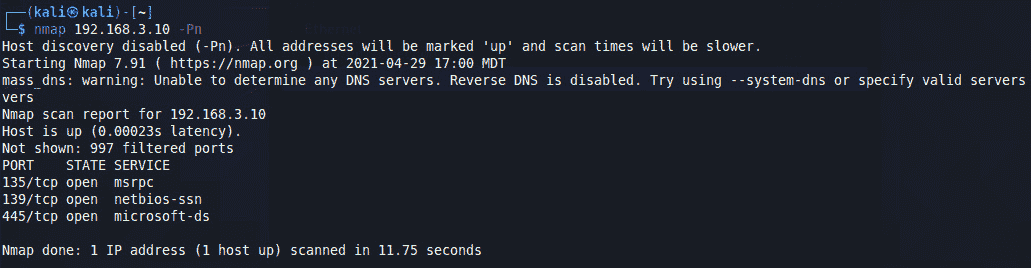 ┌──(kali㉿kali)-[~]
└─$ nmap 192.168.3.10 -Pn
Host discovery disabled (-Pn). All addresses will be marked 'up' and scan times will be slower.
Starting Nmap 7.91 ( https://nmap.org ) at 2021-04-29 17:00 MDT
mass_dns: warning: Unable to determine any DNS servers. Reverse DNS is disabled. Try using --system-dns or specify valid servers
vers
Nmap scan report for 192.168.3.10
Host is up (0.00023s latency).
Not shown: 997 filtered ports
PORT    STATE SERVICE
135/tcp open  msrpc
139/tcp open  netbios-ssn
445/tcp open  microsoft-ds
Nmap done: 1 IP address (1 host up) scanned in 11.75 seconds